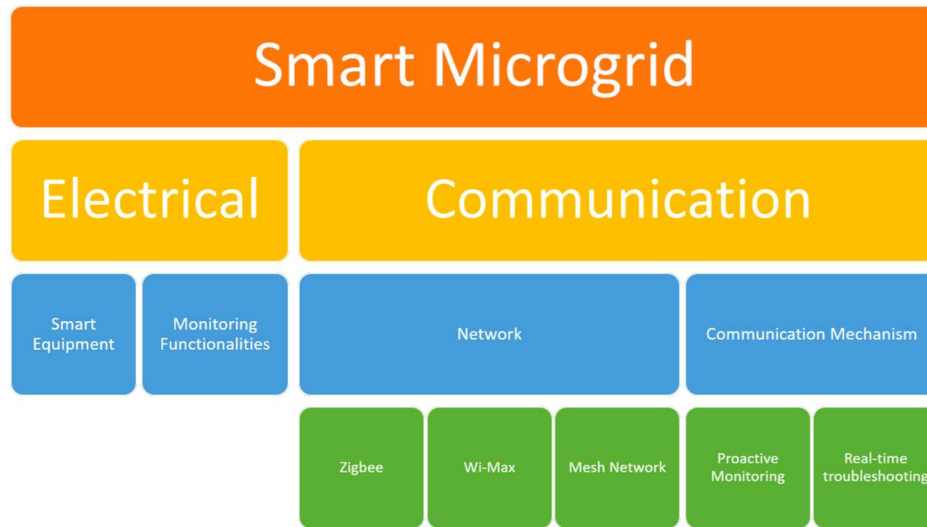 Smart Microgrid
Electrical
Communication
Smart
Equipment
Monitoring
Functionalities
Network
Communication Mechanism
Zigbee
Wi-Max
Mesh Network
Proactive
Monitoring
Real-time
troubleshooting